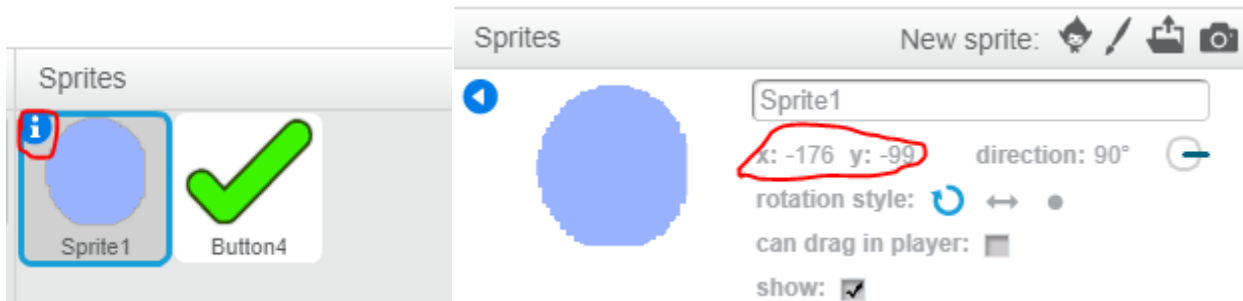 Sprites
i
Sprite1 Button4
Sprites New sprite:
Sprite1
x: -176 y: -99 direction: 90°
rotation style:
can drag in player:
show: